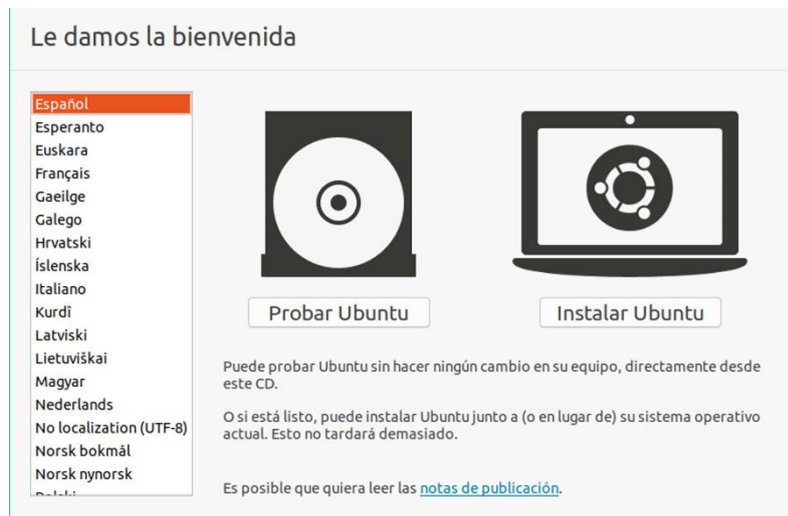 Le damos la bienvenida
Español
Esperanto
Euskara
Français
Gaeilge
Galego
Hrvatski
Íslenska
Italiano
Kurdî
Latviski
Lietuviškai
Magyar
Nederlands
No localization (UTF-8)
Norsk bokmål
Norsk nynorsk
Probar Ubuntu
Instalar Ubuntu
Puede probar Ubuntu sin hacer ningún cambio en su equipo, directamente desde
este CD.
O si está listo, puede instalar Ubuntu junto a (o en lugar de) su sistema operativo
actual. Esto no tardará demasiado.
Es posible que quiera leer las notas de publicación.